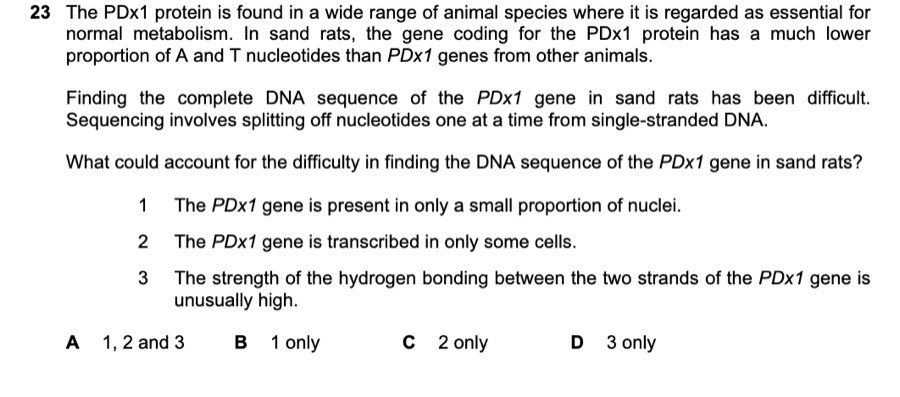 23 The PDx1 protein is found in a wide range of animal species where it is regarded as essential for
normal metabolism. In sand rats, the gene coding for the PDx1 protein has a much lower
proportion of A and T nucleotides than PDx1 genes from other animals.
Finding the complete DNA sequence of the PDx1 gene in sand rats has been difficult.
Sequencing involves splitting off nucleotides one at a time from single-stranded DNA.
What could account for the difficulty in finding the DNA sequence of the PDx1 gene in sand rats?
1 The PDx1 gene is present in only a small proportion of nuclei.
2 The PDx1 gene is transcribed in only some cells.
3 The strength of the hydrogen bonding between the two strands of the PDx1 gene is
unusually high.
A 1, 2 and 3 B 1 only C 2 only D 3 only